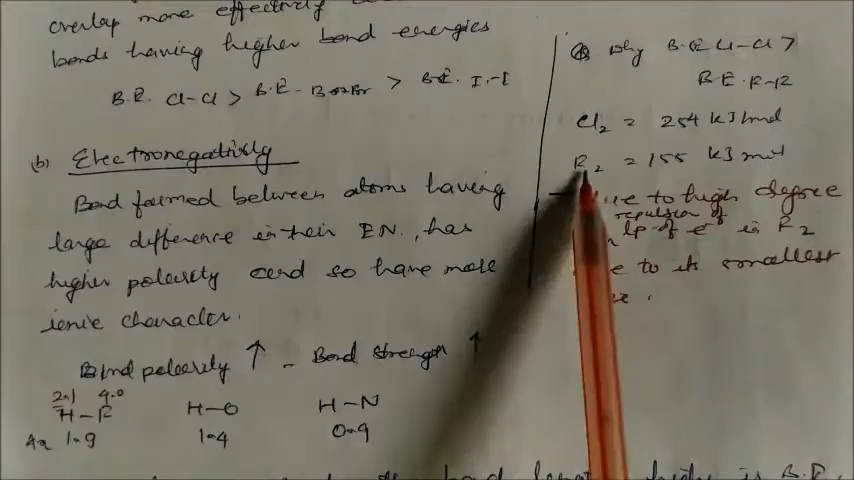 overlap more effectively
bonds having higher bond energies
B.E. Cl-Cl > B.E - Br-Br > B.E. I-I
(b) Electronegativity
Bond formed between atoms having
large difference in their EN, has
higher polarity and so have more
ionic character.
Bond polarity ↑ - Bond strength ↑
2.1 4.0
H-F H-O H-N
1.9 1.4 0.9
Q Why B.E Cl-Cl >
B.E. F-F
Cl2 = 254 kJ/mol
F2 = 155 kJ mol
to high degree
repulsion of
lp of e- in F2
to its smallest
bond length
is B.E.